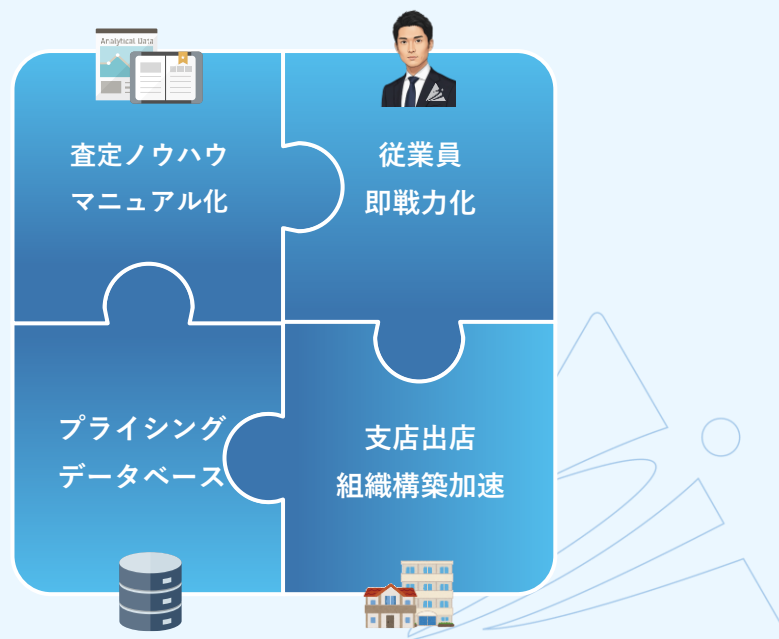 Analytical Data
査定ノウハウ
マニュアル化
従業員
即戦力化
プライシング
データベース
支店出店
組織構築加速